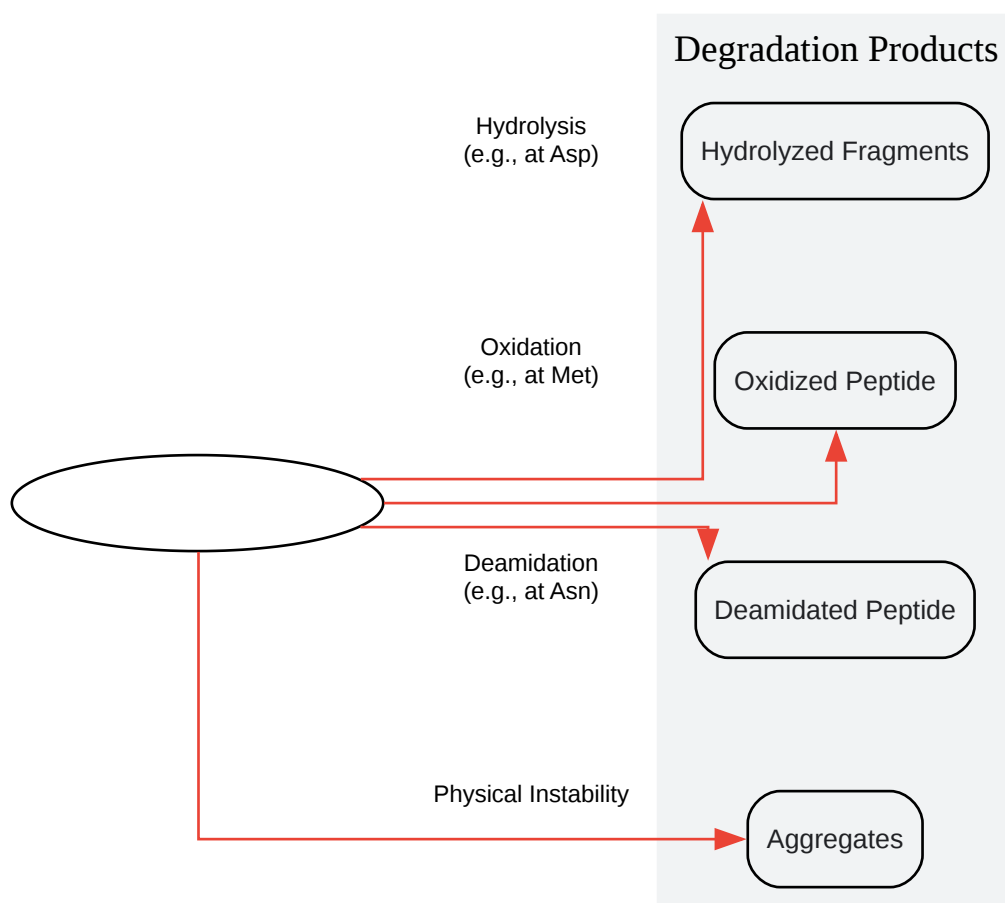 Degradation Products
Hydrolysis
(e.g., at Asp)
Hydrolyzed Fragments
Oxidation
(e.g., at Met)
Oxidized Peptide
Deamidation
(e.g., at Asn)
Deamidated Peptide
Physical Instability
Aggregates